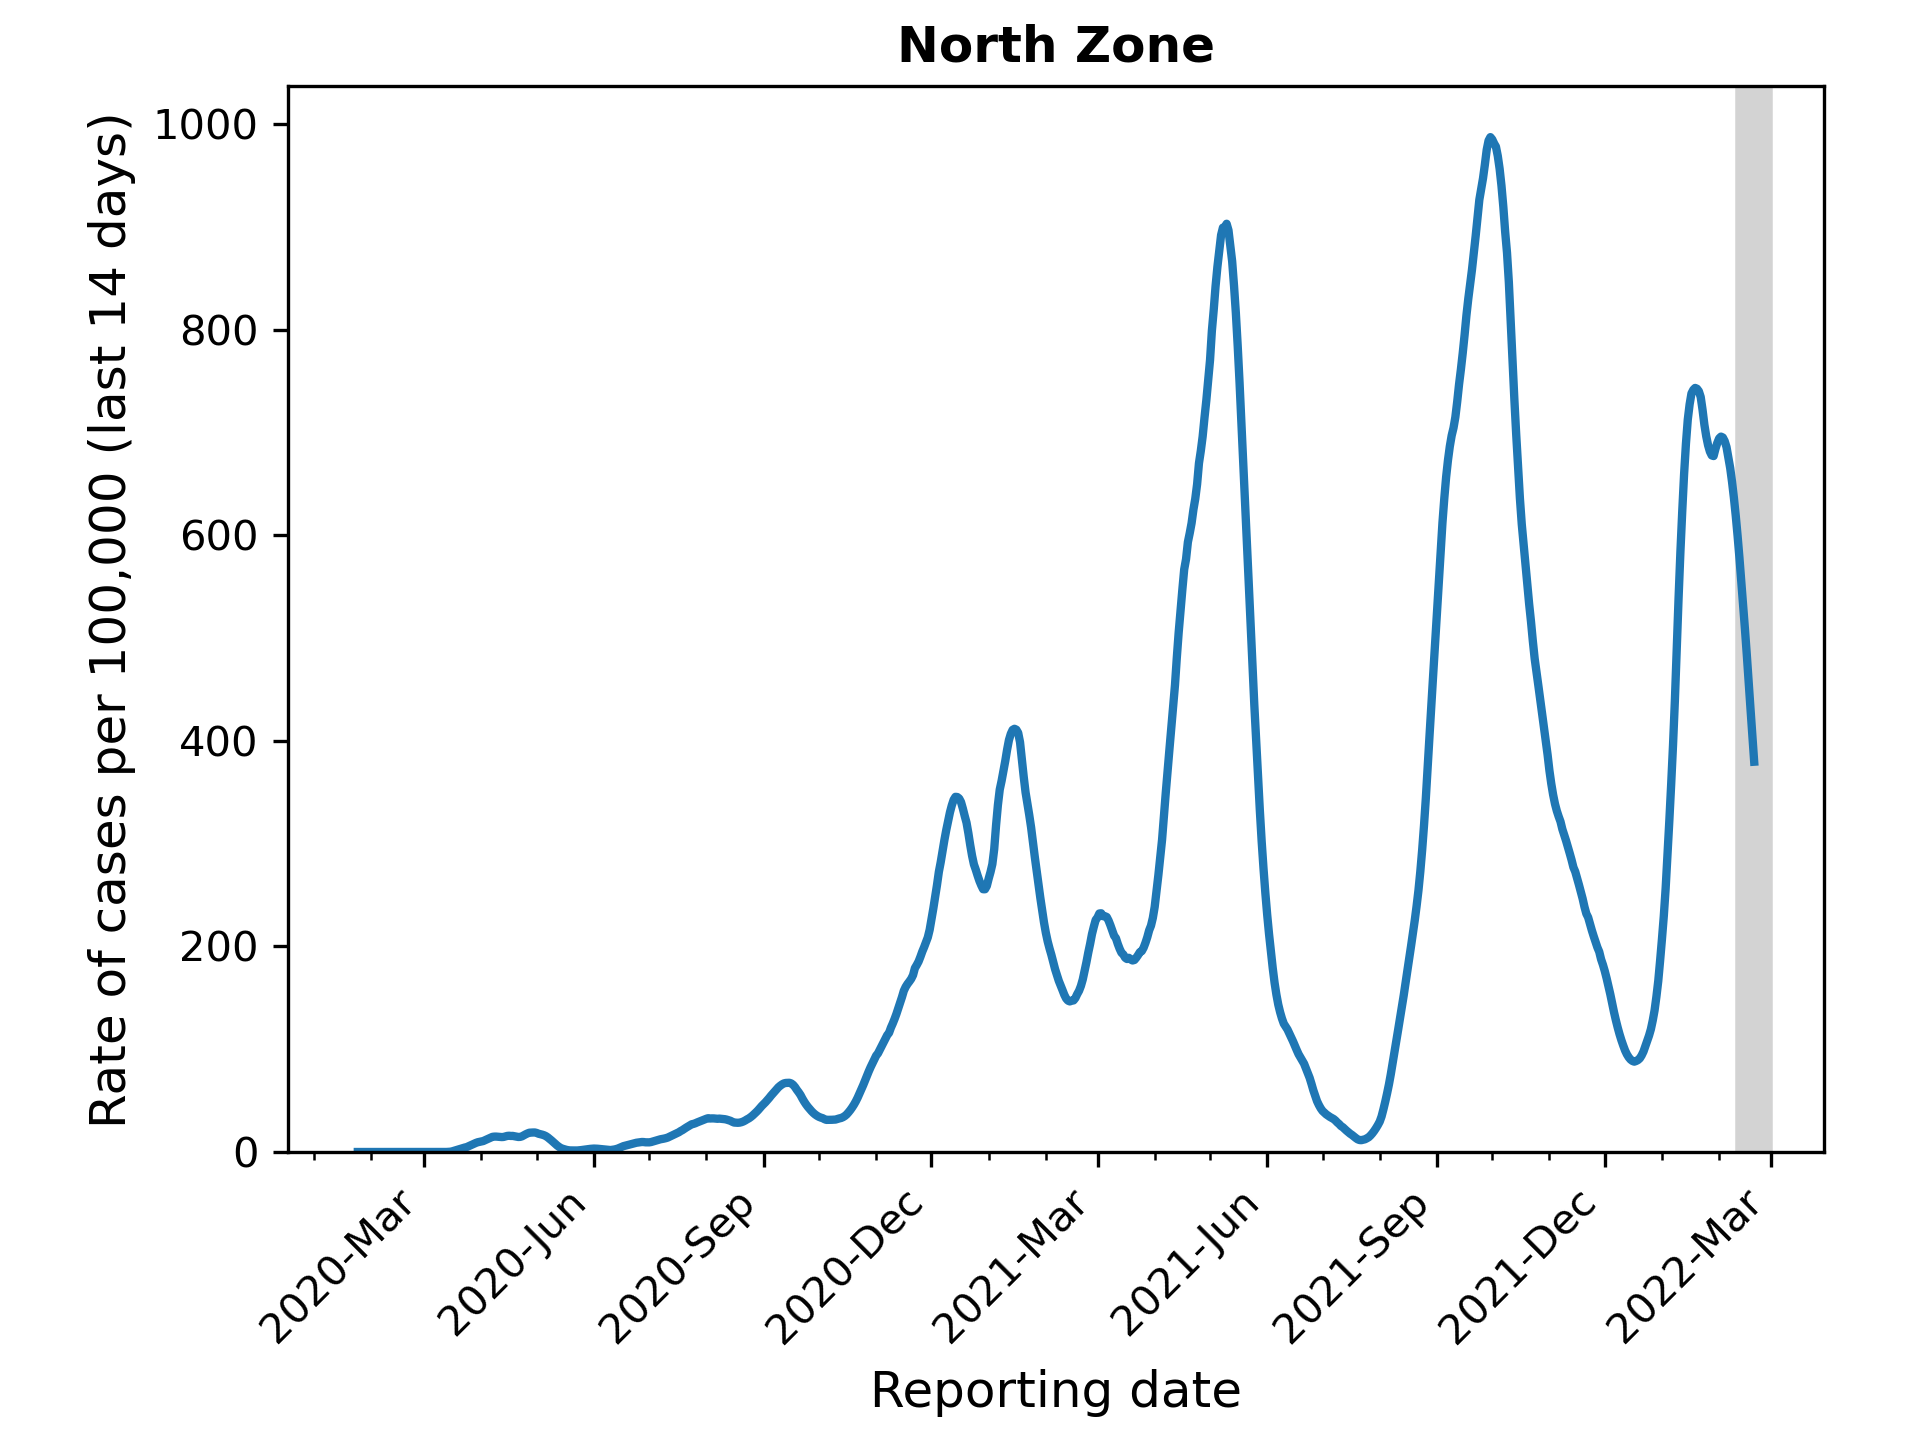 North Zone
Rate of cases per 100,000 (last 14 days)
1000
800
600
400
200
0
2020-Mar
2020-Jun
2020-Sep
2020-Dec
2021-Mar
2021-Jun
2021-Sep
2021-Dec
2022-Mar
Reporting date